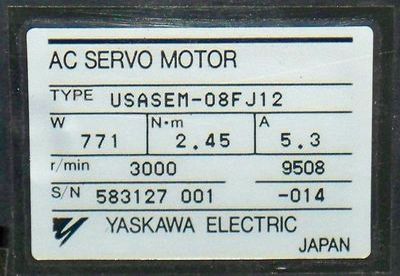 AC SERVO MOTOR
TYPE USASEM-08FJ12
W 771 N·m 2.45 A 5.3
r/min 3000 9508
S/N 583127 001 -014
YASKAWA ELECTRIC
JAPAN